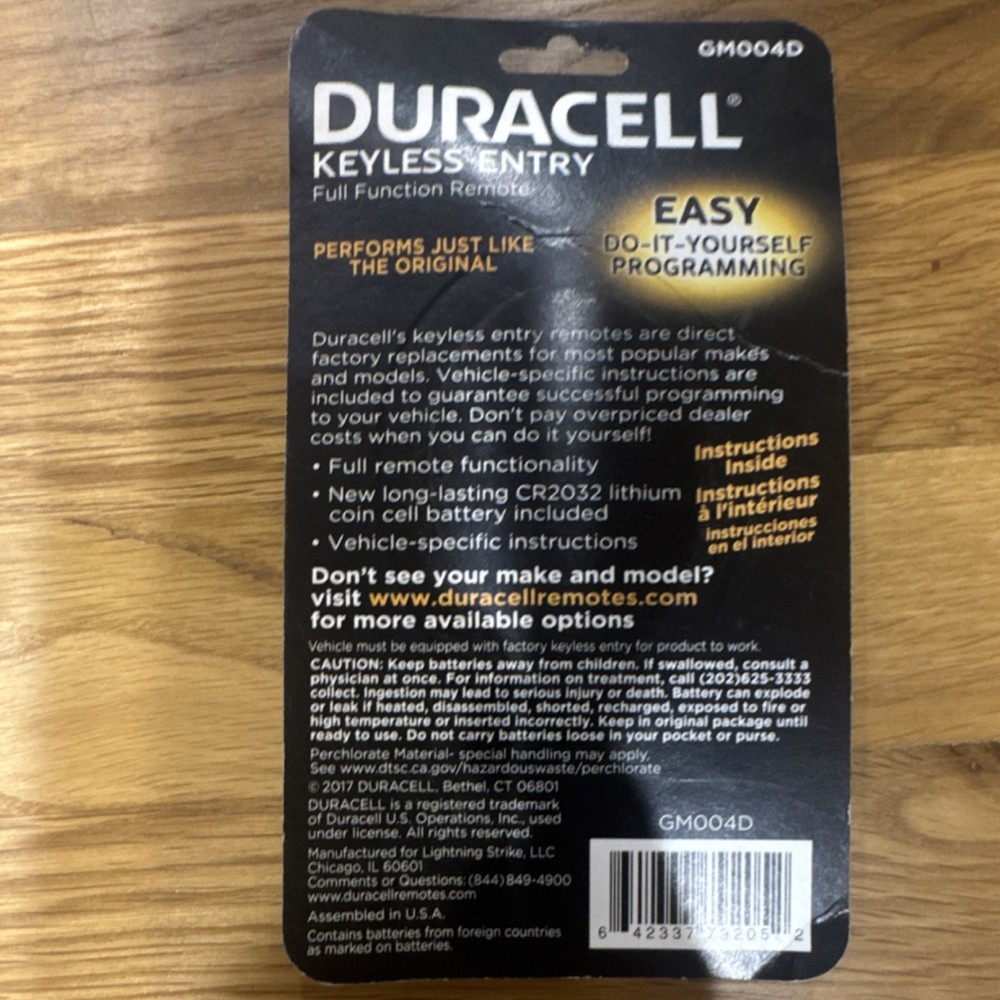 GM004D
DURACELL®
KEYLESS ENTRY
Full Function Remote
EASY
DO-IT-YOURSELF
PROGRAMMING
PERFORMS JUST LIKE
THE ORIGINAL
Duracell's keyless entry remotes are direct
factory replacements for most popular makes
and models. Vehicle-specific instructions are
included to guarantee successful programming
to your vehicle. Don't pay overpriced dealer
costs when you can do it yourself!
• Full remote functionality
• New long-lasting CR2032 lithium
coin cell battery included
• Vehicle-specific instructions
Instructions
Inside
Instructions
à l'intérieur
instrucciones
en el interior
Don't see your make and model?
visit www.duracellremotes.com
for more available options
Vehicle must be equipped with factory keyless entry for product to work.
CAUTION: Keep batteries away from children. If swallowed, consult a
physician at once. For information on treatment, call (202)625-3333
collect. Ingestion may lead to serious injury or death. Battery can explode
or leak if heated, disassembled, shorted, recharged, exposed to fire or
high temperature or inserted incorrectly. Keep in original package until
ready to use. Do not carry batteries loose in your pocket or purse.
Perchlorate Material- special handling may apply.
See www.dtsc.ca.gov/hazardouswaste/perchlorate
© 2017 DURACELL, Bethel, CT 06801
DURACELL is a registered trademark
of Duracell U.S. Operations, Inc., used
under license. All rights reserved.
Manufactured for Lightning Strike, LLC
Chicago, IL 60601
Comments or Questions: (844) 849-4900
www.duracellremotes.com
Assembled in U.S.A.
Contains batteries from foreign countries
as marked on batteries.
GM004D
6 42337 79205 2